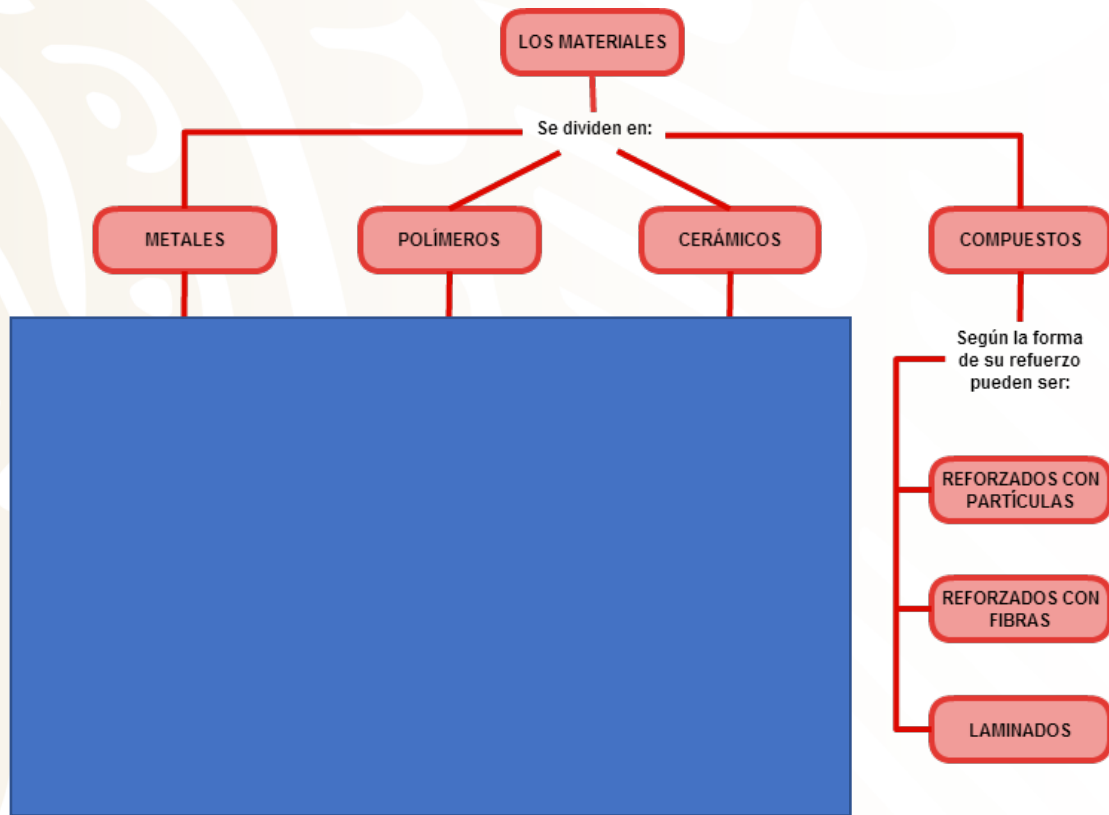 LOS MATERIALES
Se dividen en:
METALES
POLÍMEROS
CERÁMICOS
COMPUESTOS
Según la forma
de su refuerzo
pueden ser:
REFORZADOS CON
PARTÍCULAS
REFORZADOS CON
FIBRAS
LAMINADOS